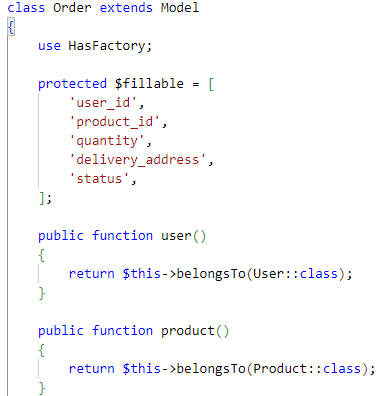 class Order extends Model
{
    use HasFactory;

    protected $fillable = [
        'user_id',
        'product_id',
        'quantity',
        'delivery_address',
        'status',
    ];

    public function user()
    {
        return $this->belongsTo(User::class);
    }

    public function product()
    {
        return $this->belongsTo(Product::class);
    }